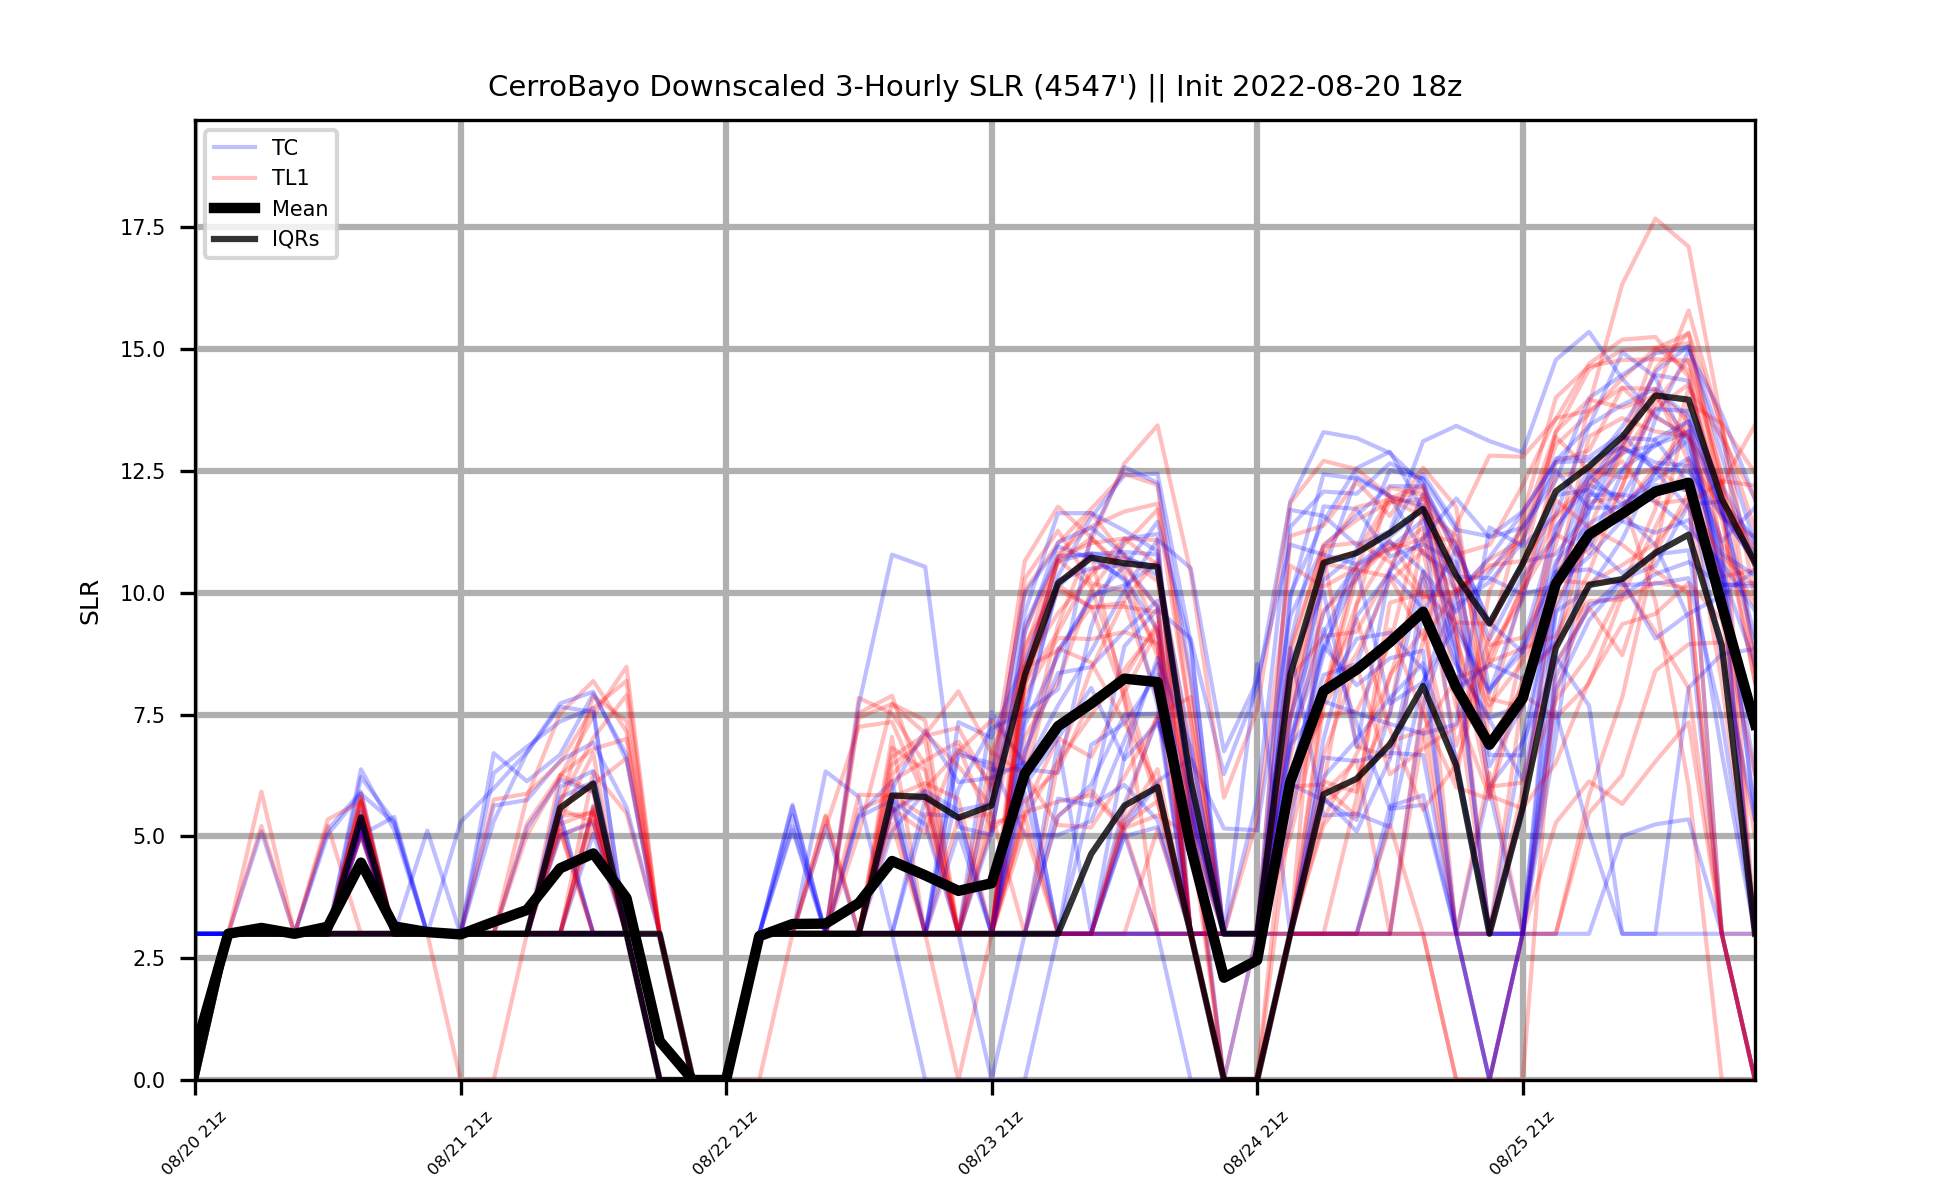 CerroBayo Downscaled 3-Hourly SLR (4547') || Init 2022-08-20 18z
TC
TL1
Mean
IQRs
17.5
15.0
12.5
10.0
7.5
5.0
2.5
0.0
SLR
08/20 21z
08/21 21z
08/22 21z
08/23 21z
08/24 21z
08/25 21z